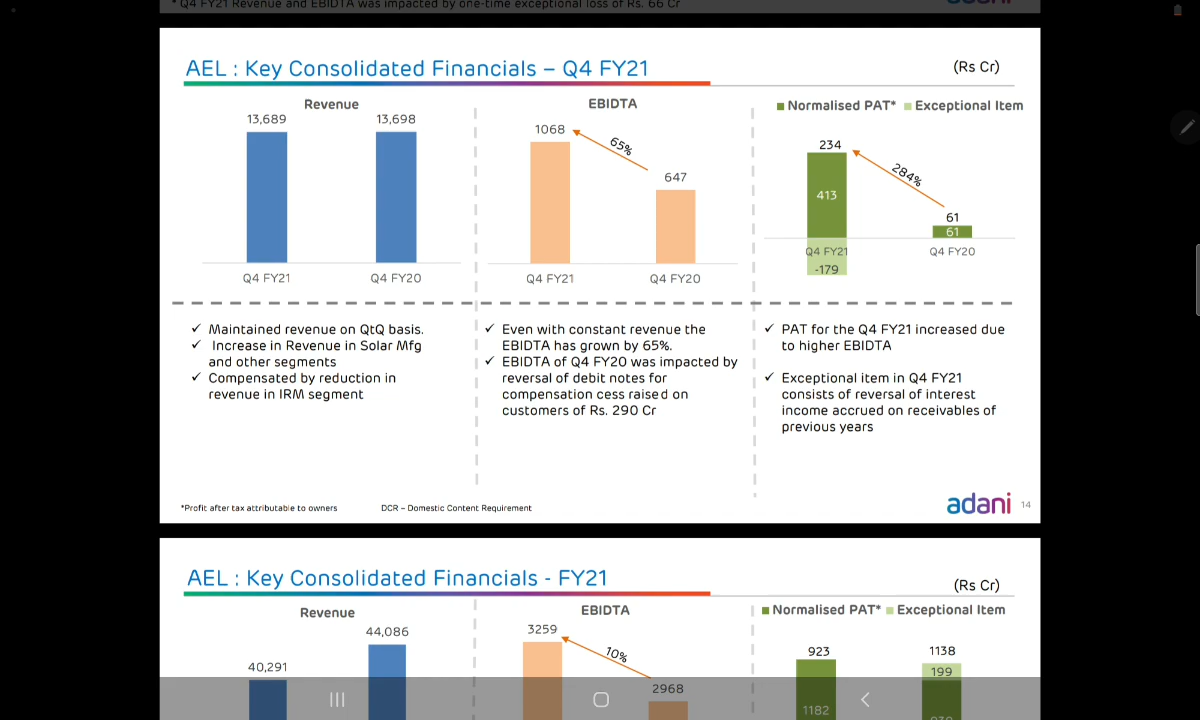 * Q4 FY21 Revenue and EBIDTA was impacted by one-time exceptional loss of Rs. 66 Cr
adani
AEL : Key Consolidated Financials – Q4 FY21
(Rs Cr)
Revenue
13,689
13,698
Q4 FY21
Q4 FY20
EBIDTA
1068
65%
647
Q4 FY21
Q4 FY20
Normalised PAT*
Exceptional Item
234
413
284%
61
61
Q4 FY21
Q4 FY20
-179
✓ Maintained revenue on QtQ basis.
✓ Increase in Revenue in Solar Mfg
and other segments
✓ Compensated by reduction in
revenue in IRM segment
✓ Even with constant revenue the
EBIDTA has grown by 65%.
✓ EBIDTA of Q4 FY20 was impacted by
reversal of debit notes for
compensation cess raised on
customers of Rs. 290 Cr
✓ PAT for the Q4 FY21 increased due
to higher EBIDTA
✓ Exceptional item in Q4 FY21
consists of reversal of interest
income accrued on receivables of
previous years
*Profit after tax attributable to owners
DCR – Domestic Content Requirement
adani
14
AEL : Key Consolidated Financials - FY21
(Rs Cr)
Revenue
40,291
44,086
EBIDTA
3259
10%
2968
Normalised PAT*
Exceptional Item
923
1182
1138
199